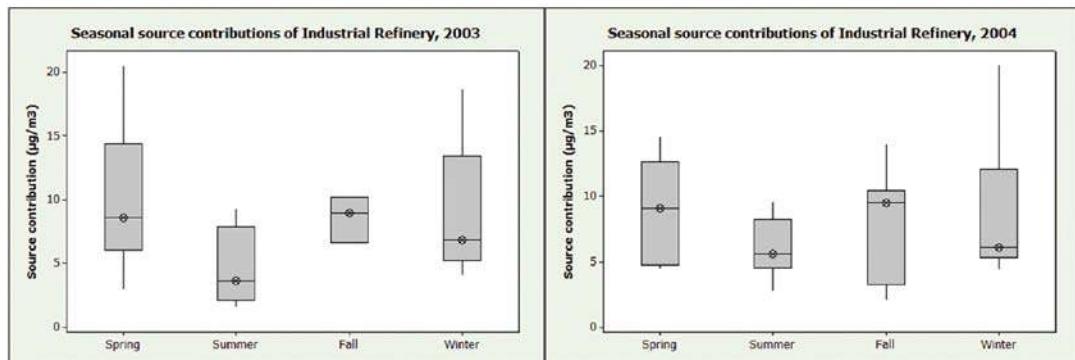 Seasonal source contributions of Industrial Refinery, 2003
Source contribution (µg/m3)
20
15
10
5
0
Spring Summer Fall Winter
Seasonal source contributions of Industrial Refinery, 2004
Source contribution (µg/m3)
20
15
10
5
0
Spring Summer Fall Winter